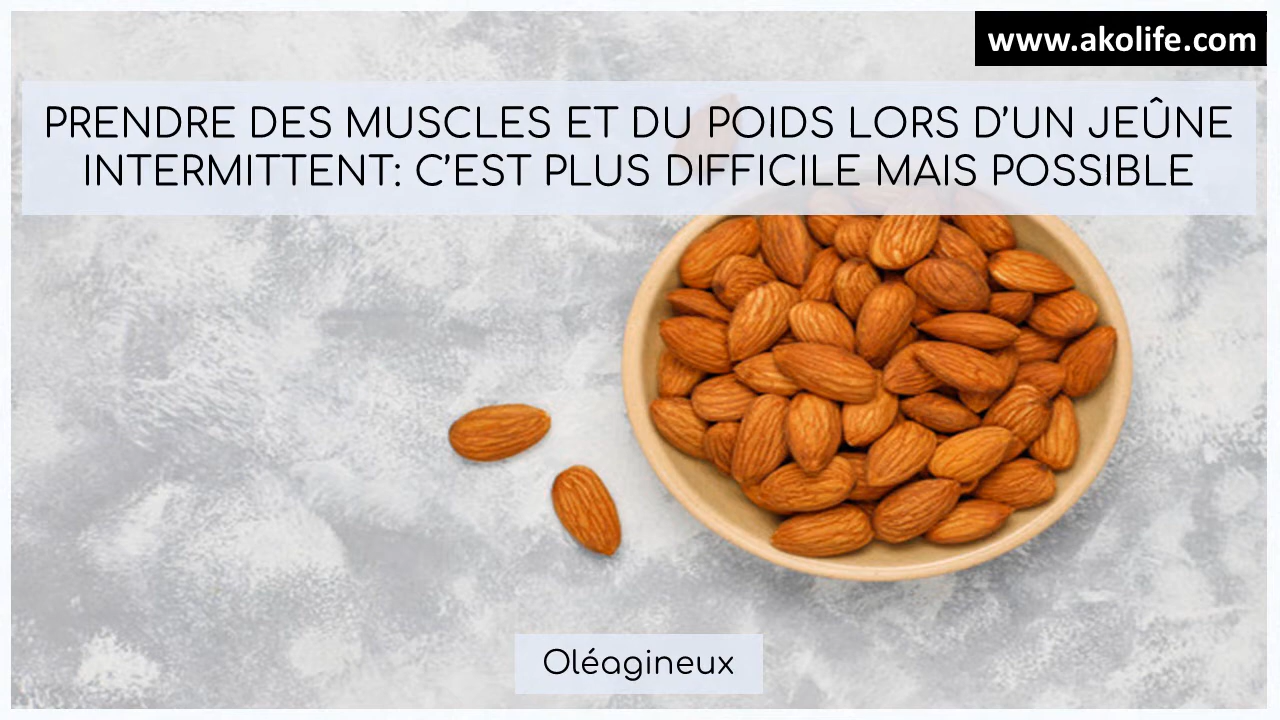 www.akolife.com
PRENDRE DES MUSCLES ET DU POIDS LORS D’UN JEÛNE
INTERMITTENT: C’EST PLUS DIFFICILE MAIS POSSIBLE
Oléagineux